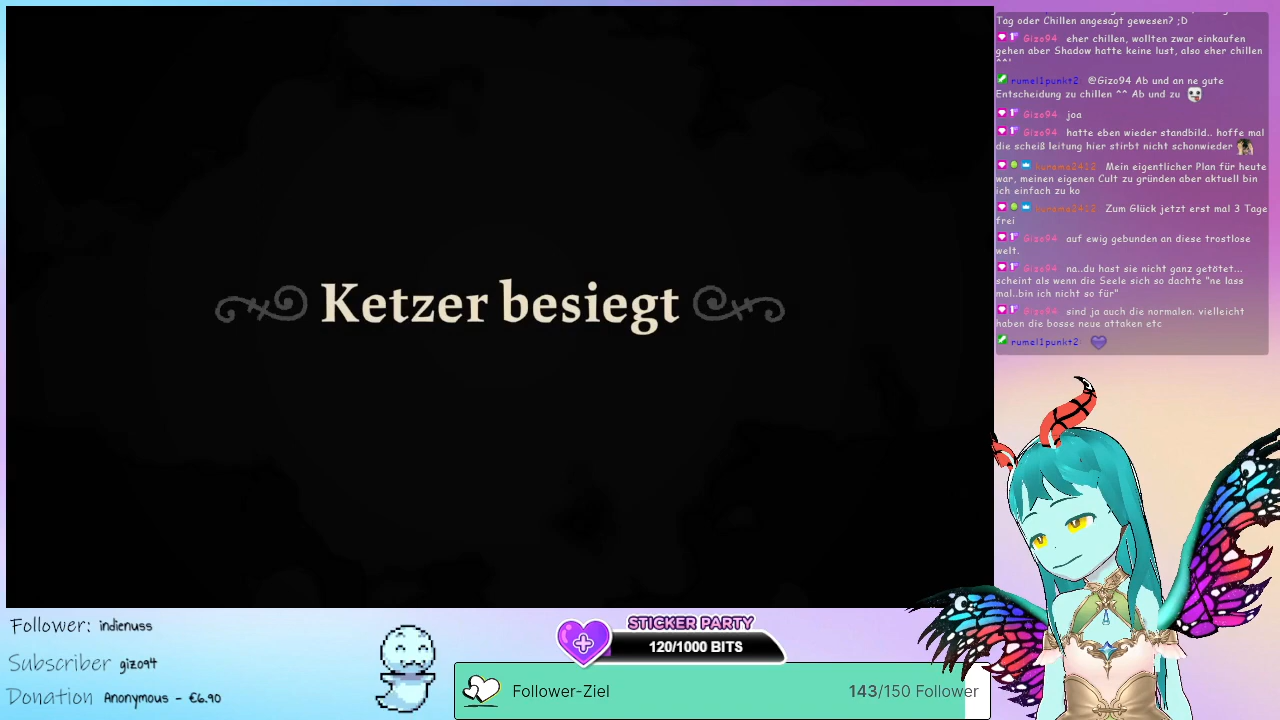 Ketzer besiegt
Tag oder Chillen angesagt gewesen? ;D
Gizo94 eher chillen, wollten zwar einkaufen
gehen aber Shadow hatte keine lust, also eher chillen
^^'
rumel1punkt2: @Gizo94 Ab und an ne gute
Entscheidung zu chillen ^^ Ab und zu
Gizo94 joa
Gizo94 hatte eben wieder standbild.. hoffe mal
die scheiß leitung hier stirbt nicht schonwieder
Mein eigentlicher Plan für heute
war, meinen eigenen Cult zu gründen aber aktuell bin
ich einfach zu ko
Zum Glück jetzt erst mal 3 Tage
frei
Gizo94 auf ewig gebunden an diese trostlose
welt.
Gizo94 na..du hast sie nicht ganz getötet...
scheint als wenn die Seele sich so dachte "ne lass
mal..bin ich nicht so für"
Gizo94 sind ja auch die normalen. vielleicht
haben die bosse neue attaken etc
rumel1punkt2:
Follower: indienuss
Subscriber gizo94
Donation Anonymous - €6.90
STICKER PARTY
120/1000 BITS
Follower-Ziel
143/150 Follower